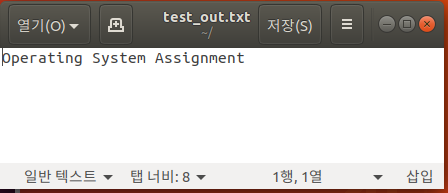 열기(O)
test_out.txt
~/
저장(S)
Operating System Assignment
일반 텍스트
탭 너비: 8
1행, 1열
삽입